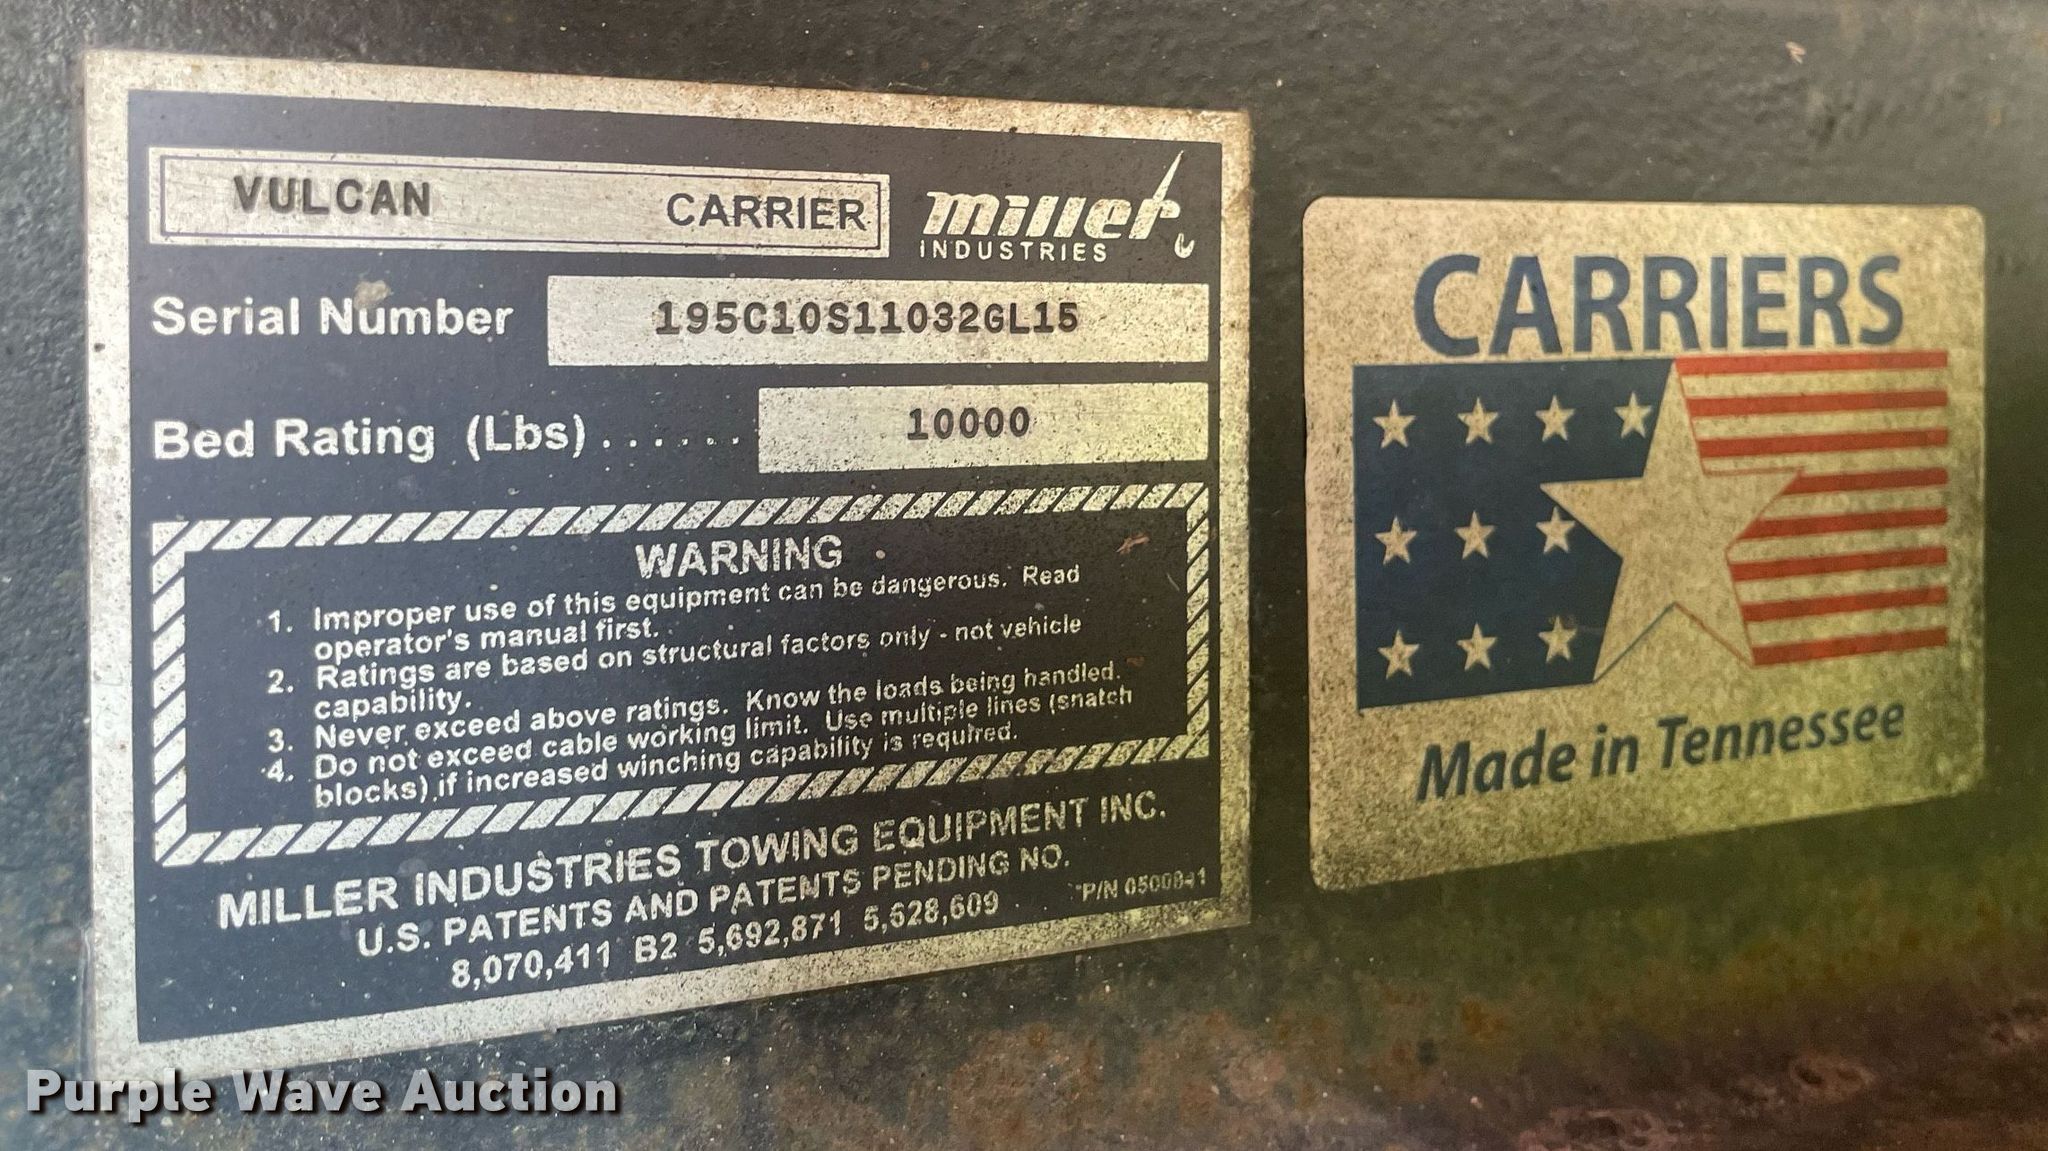 VULCAN CARRIER
miller
INDUSTRIES
Serial Number 195C10S11032GL15
Bed Rating (Lbs) ...... 10000
WARNING
1. Improper use of this equipment can be dangerous. Read
operator's manual first.
2. Ratings are based on structural factors only - not vehicle
capability.
3. Never exceed above ratings. Know the loads being handled.
4. Do not exceed cable working limit. Use multiple lines (snatch
blocks) if increased winching capability is required.
MILLER INDUSTRIES TOWING EQUIPMENT INC.
U.S. PATENTS AND PATENTS PENDING NO.
8,070,411 B2 5,692,871 5,628,609
P/N
CARRIERS
Made in Tennessee
Purple Wave Auction